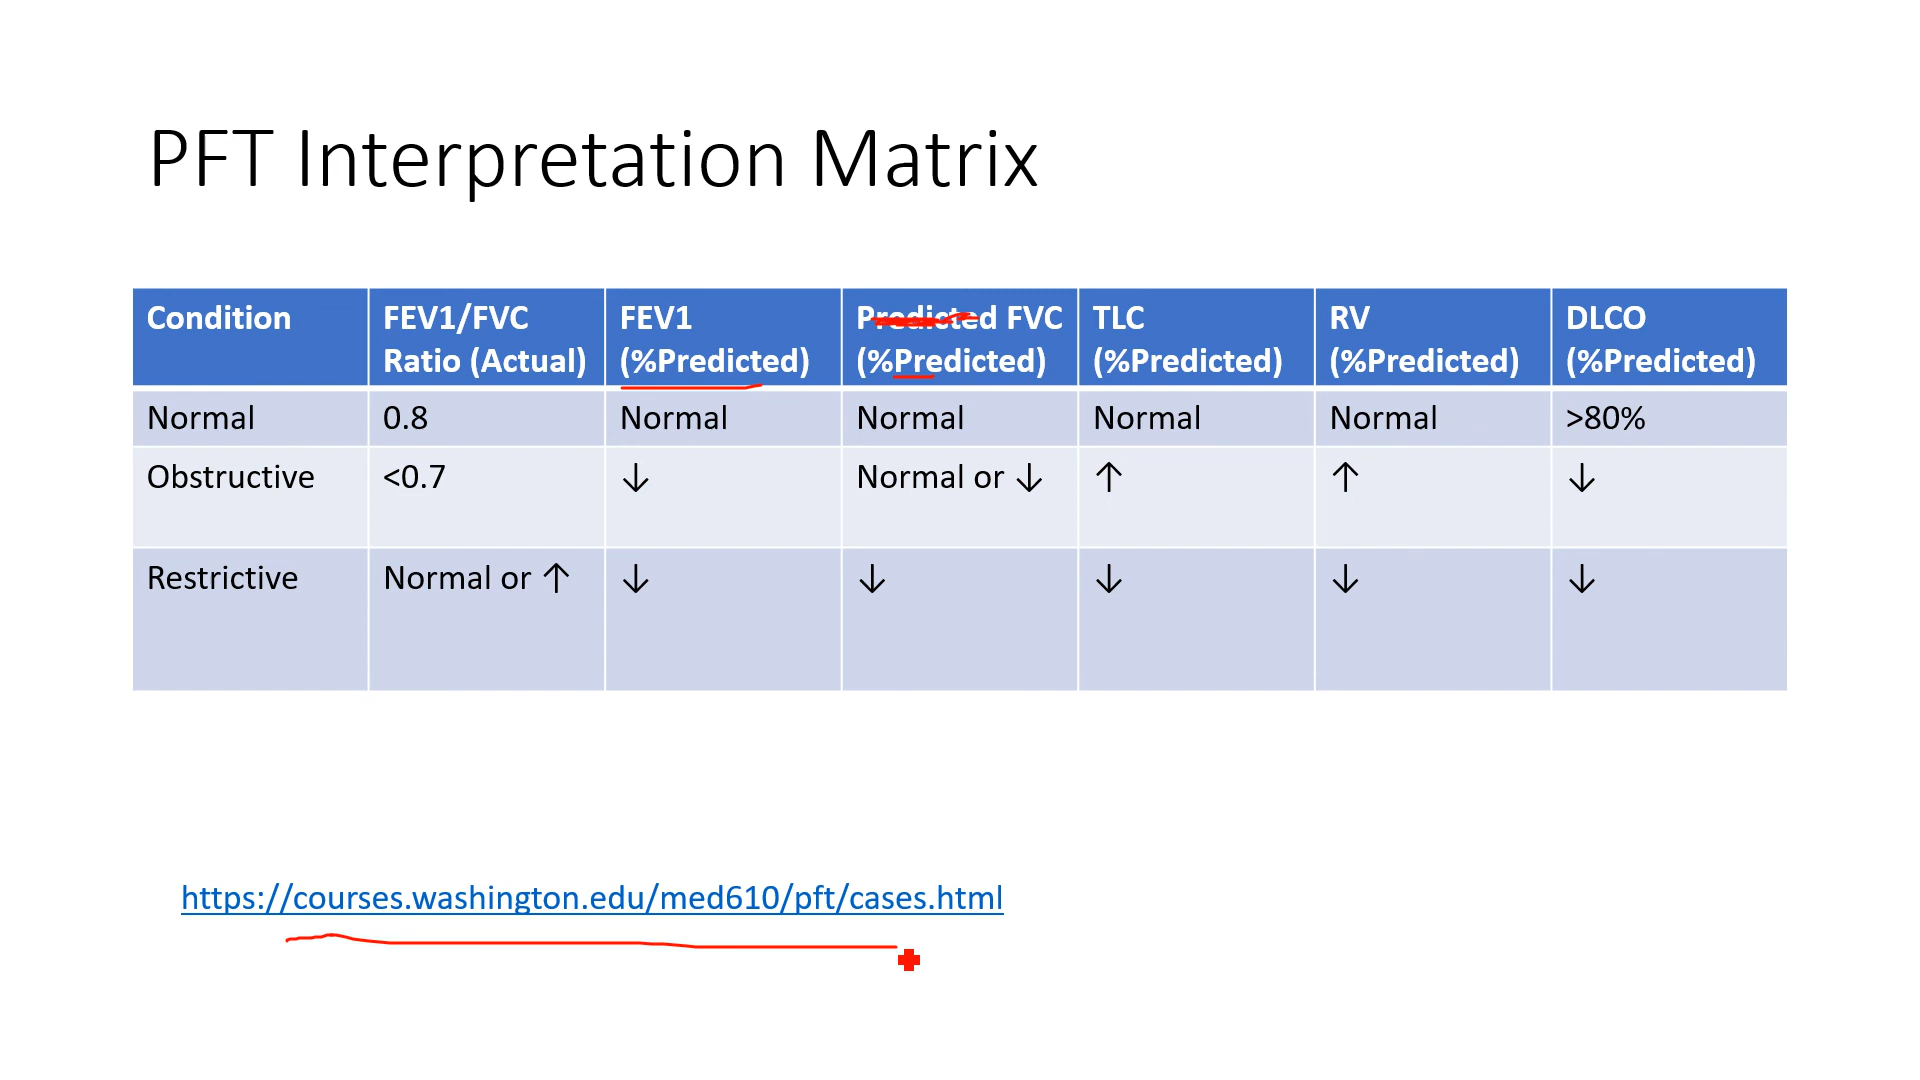 PFT Interpretation Matrix
Condition FEV1/FVC Ratio (Actual) FEV1 (%Predicted) Predicted FVC (%Predicted) TLC (%Predicted) RV (%Predicted) DLCO (%Predicted)
Normal 0.8 Normal Normal Normal Normal >80%
Obstructive <0.7 ↓ Normal or ↓ ↑ ↑ ↓
Restrictive Normal or ↑ ↓ ↓ ↓ ↓ ↓
https://courses.washington.edu/med610/pft/cases.html